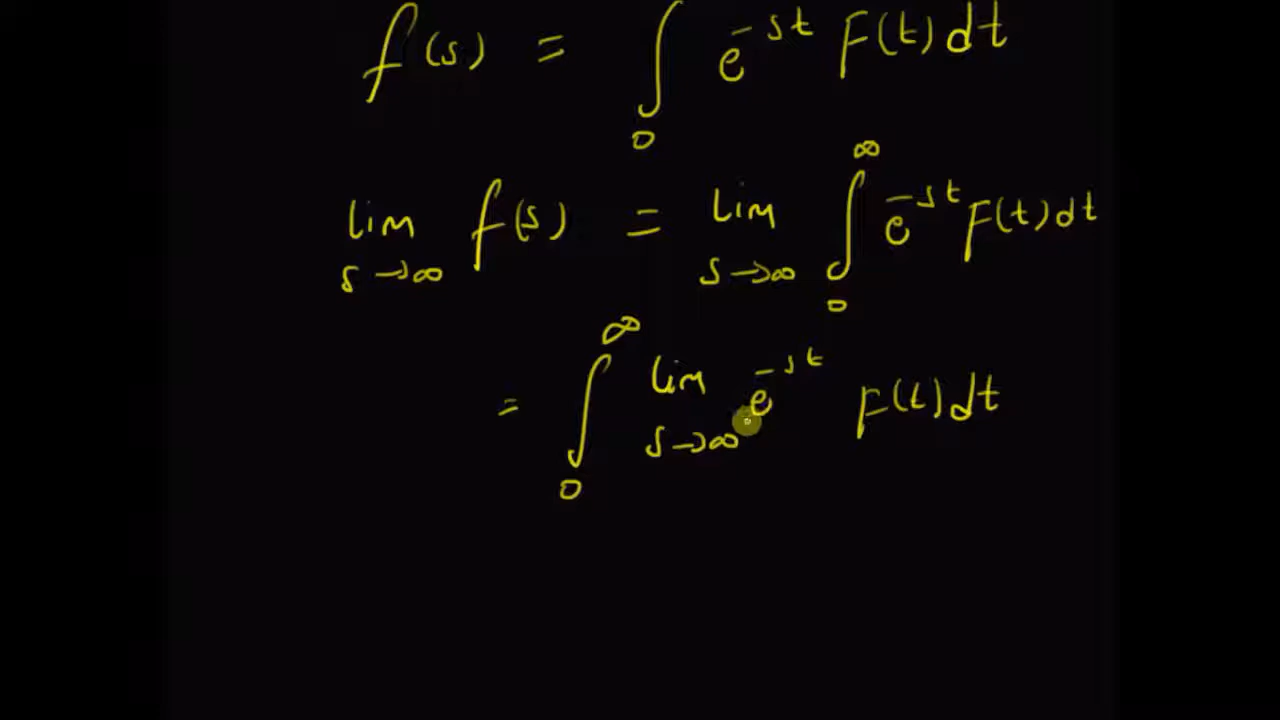 f(s) = ∫₀ e^{-st} F(t) dt
lim_{s→∞} f(s) = lim_{s→∞} ∫₀^∞ e^{-st} F(t) dt
= ∫₀^∞ lim_{s→∞} e^{-st} F(t) dt